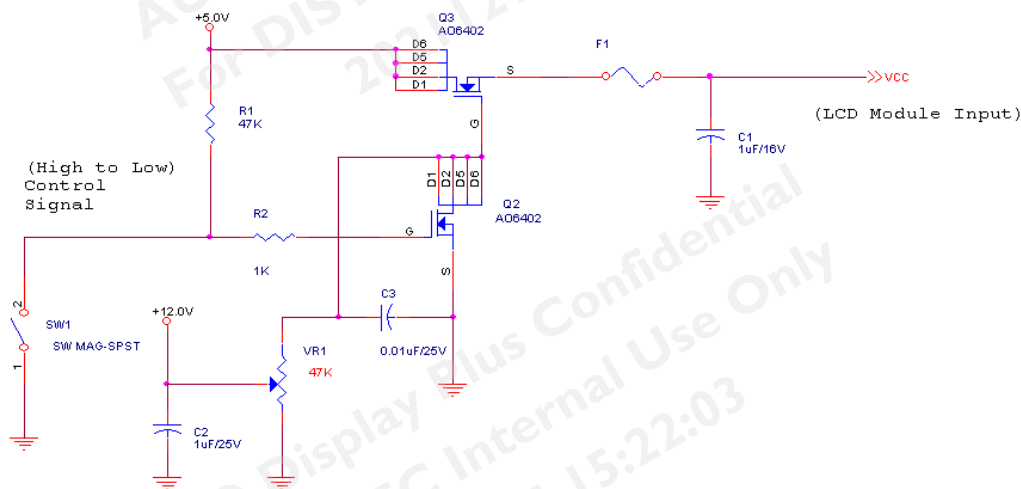 +5.0V
Q3
AO6402
D6
D5
D2
D1
S
G
F1
VCC
(LCD Module Input)
C1
1uF/16V
R1
47K
(High to Low)
Control
Signal
R2
1K
G
D1
D2
D5
D6
Q2
AO6402
S
C3
0.01uF/25V
2
SW1
SW MAG-SPST
1
+12.0V
VR1
47K
C2
1uF/25V
Display Plus Confidential
Internal Use Only
15:22:03